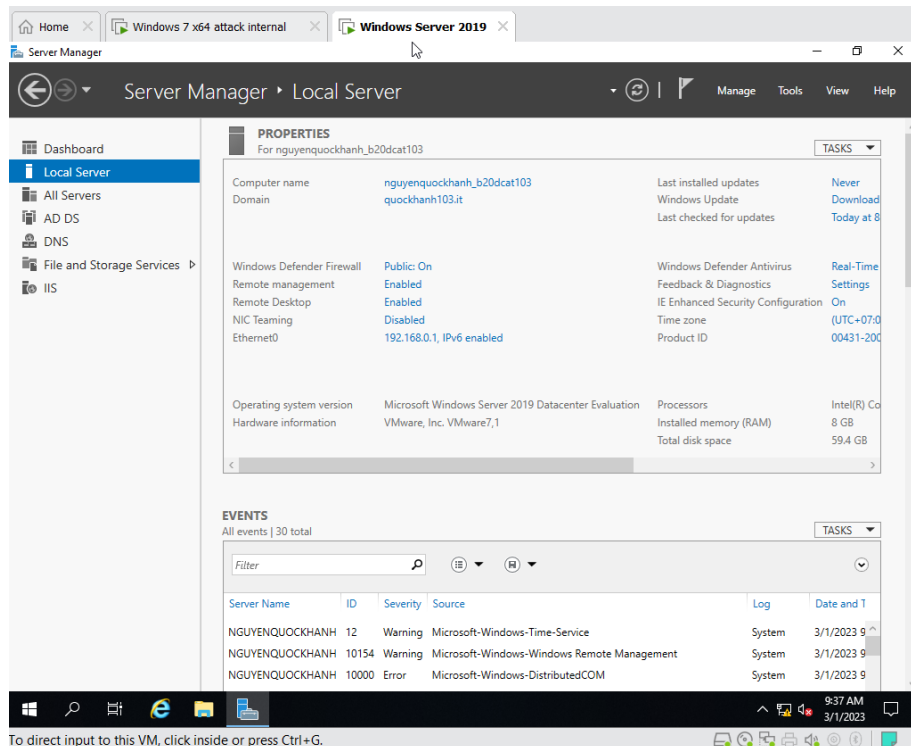 Home Windows 7 x64 attack internal Windows Server 2019
Server Manager
Server Manager • Local Server Manage Tools View Help
Dashboard
Local Server
All Servers
AD DS
DNS
File and Storage Services
IIS
PROPERTIES
For nguyenquockhanh_b20dcat103 TASKS
Computer name nguyenquockhanh_b20dcat103 Last installed updates Never
Domain quockhanh103.it Windows Update Download
Last checked for updates Today at 8
Windows Defender Firewall Public: On Windows Defender Antivirus Real-Time
Remote management Enabled Feedback & Diagnostics Settings
Remote Desktop Enabled IE Enhanced Security Configuration On
NIC Teaming Disabled Time zone (UTC+07:0
Ethernet0 192.168.0.1, IPv6 enabled Product ID 00431-200
Operating system version Microsoft Windows Server 2019 Datacenter Evaluation Processors Intel(R) Co
Hardware information VMware, Inc. VMware7,1 Installed memory (RAM) 8 GB
Total disk space 59.4 GB
EVENTS
All events | 30 total TASKS
Filter
Server Name ID Severity Source Log Date and T
NGUYENQUOCKHANH 12 Warning Microsoft-Windows-Time-Service System 3/1/2023 9
NGUYENQUOCKHANH 10154 Warning Microsoft-Windows-Windows Remote Management System 3/1/2023 9
NGUYENQUOCKHANH 10000 Error Microsoft-Windows-DistributedCOM System 3/1/2023 9
9:37 AM
3/1/2023
To direct input to this VM, click inside or press Ctrl+G.